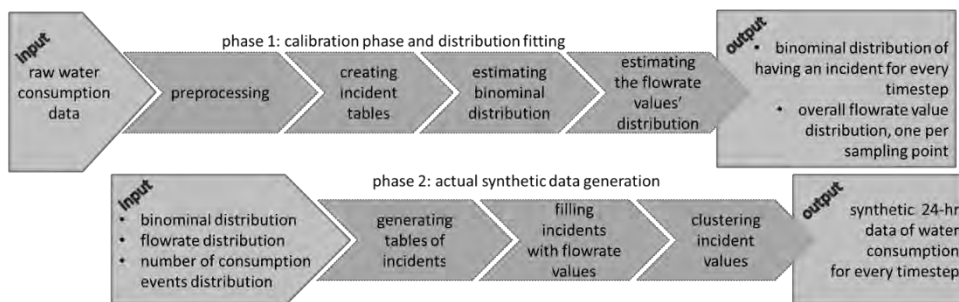 input
raw water
consumption
data
phase 1: calibration phase and distribution fitting
preprocessing
creating
incident
tables
estimating
binominal
distribution
estimating
the flowrate
values'
distribution
output
• binominal distribution of
having an incident for every
timestep
• overall flowrate value
distribution, one per
sampling point
phase 2: actual synthetic data generation
input
• binominal distribution
• flowrate distribution
• number of consumption
events distribution
generating
tables of
incidents
filling
incidents
with flowrate
values
clustering
incident
values
output
synthetic 24-hr
data of water
consumption
for every timestep